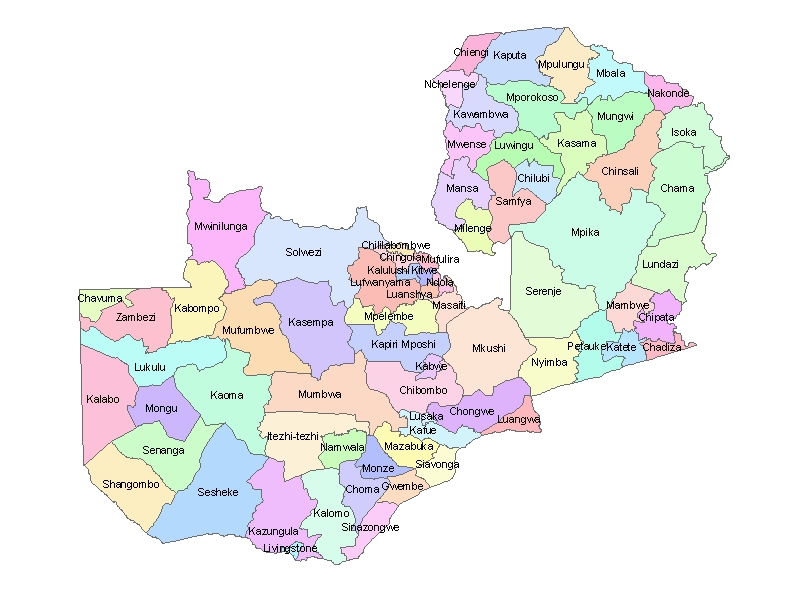 Chiengi
Kaputa
Mpulungu
Mbala
Nchelenge
Mporokoso
Nakonde
Kawambwa
Mungwi
Isoka
Mwense
Luwingu
Kasama
Chinsali
Mansa
Chilubi
Chama
Samfya
Milenge
Mpika
Mwinilunga
Solwezi
Chililabombwe
Chingola
Mufulira
Kalulushi
Kitwe
Lundazi
Lufwanyama
Ndola
Luanshya
Serenje
Chavuma
Zambezi
Kabompo
Masaiti
Mambwe
Mufumbwe
Kasempa
Mpelembe
Chipata
Kapiri Mposhi
Mkushi
Petauke
Katete
Chadiza
Lukulu
Kabwe
Nyimba
Kalabo
Kaoma
Mumbwa
Chibombo
Mongu
Lusaka
Chongwe
Luangwa
Kafue
Itezhi-tezhi
Namwala
Mazabuka
Senanga
Monze
Siavonga
Shangombo
Sesheke
Choma
Gwembe
Kalomo
Kazungula
Sinazongwe
Livingstone